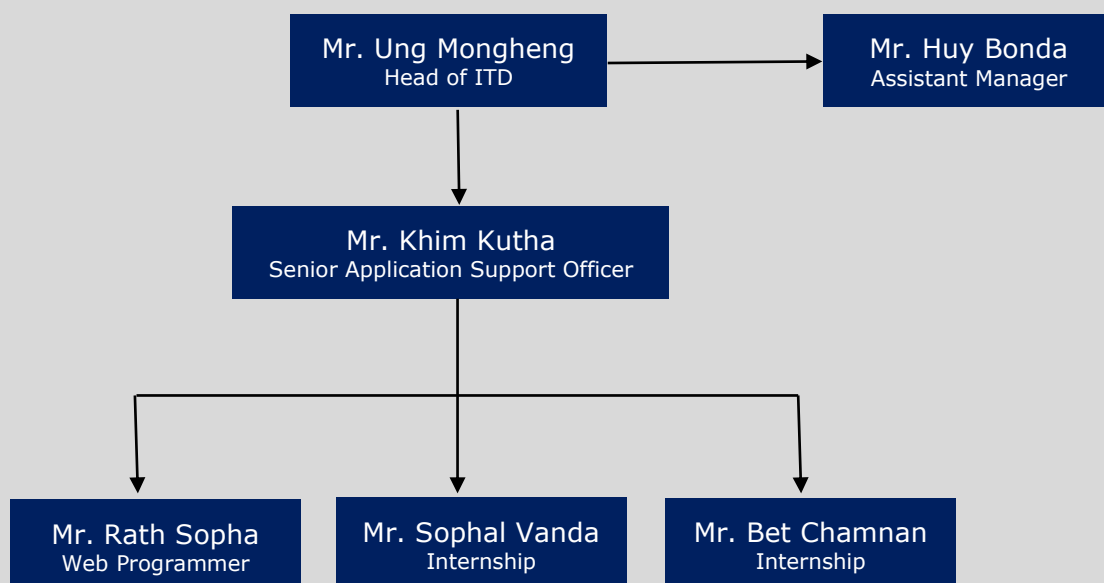 Mr. Ung Mongheng
Head of ITD
Mr. Huy Bonda
Assistant Manager
Mr. Khim Kutha
Senior Application Support Officer
Mr. Rath Sopha
Web Programmer
Mr. Sophal Vanda
Internship
Mr. Bet Chamnan
Internship